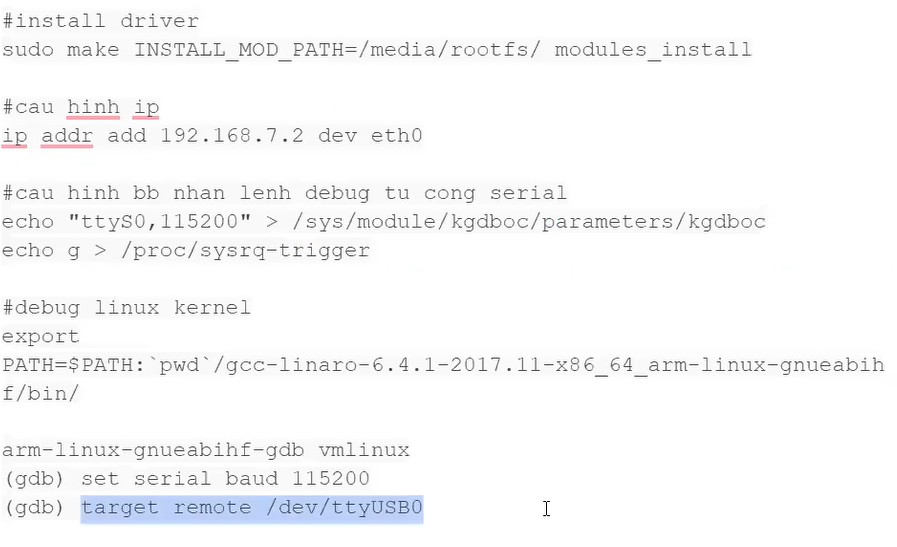 #install driver
sudo make INSTALL_MOD_PATH=/media/rootfs/ modules_install
#cau hinh ip
ip addr add 192.168.7.2 dev eth0
#cau hinh bb nhan lenh debug tu cong serial
echo "ttyS0,115200" > /sys/module/kgdboc/parameters/kgdboc
echo g > /proc/sysrq-trigger
#debug linux kernel
export
PATH=$PATH:`pwd`/gcc-linaro-6.4.1-2017.11-x86_64_arm-linux-gnueabih
f/bin/
arm-linux-gnueabihf-gdb vmlinux
(gdb) set serial baud 115200
(gdb) target remote /dev/ttyUSB0